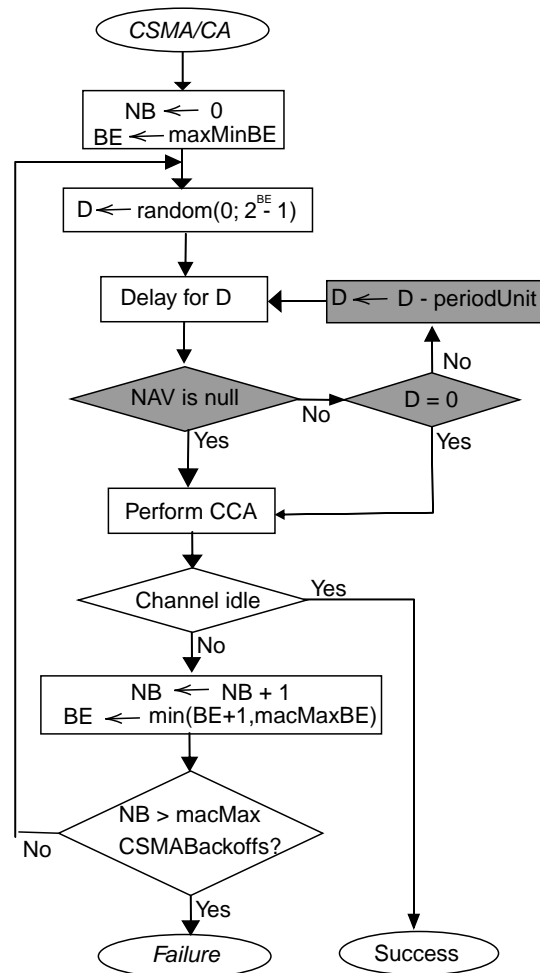 CSMA/CA
NB ← 0
BE ← maxMinBE
D ← random(0; 2^BE - 1)
Delay for D
D ← D - periodUnit
No
NAV is null
No
D = 0
Yes
Yes
Perform CCA
Channel idle
Yes
No
NB ← NB + 1
BE ← min(BE+1,macMaxBE)
NB > macMax
CSMABackoffs?
No
Yes
Failure
Success